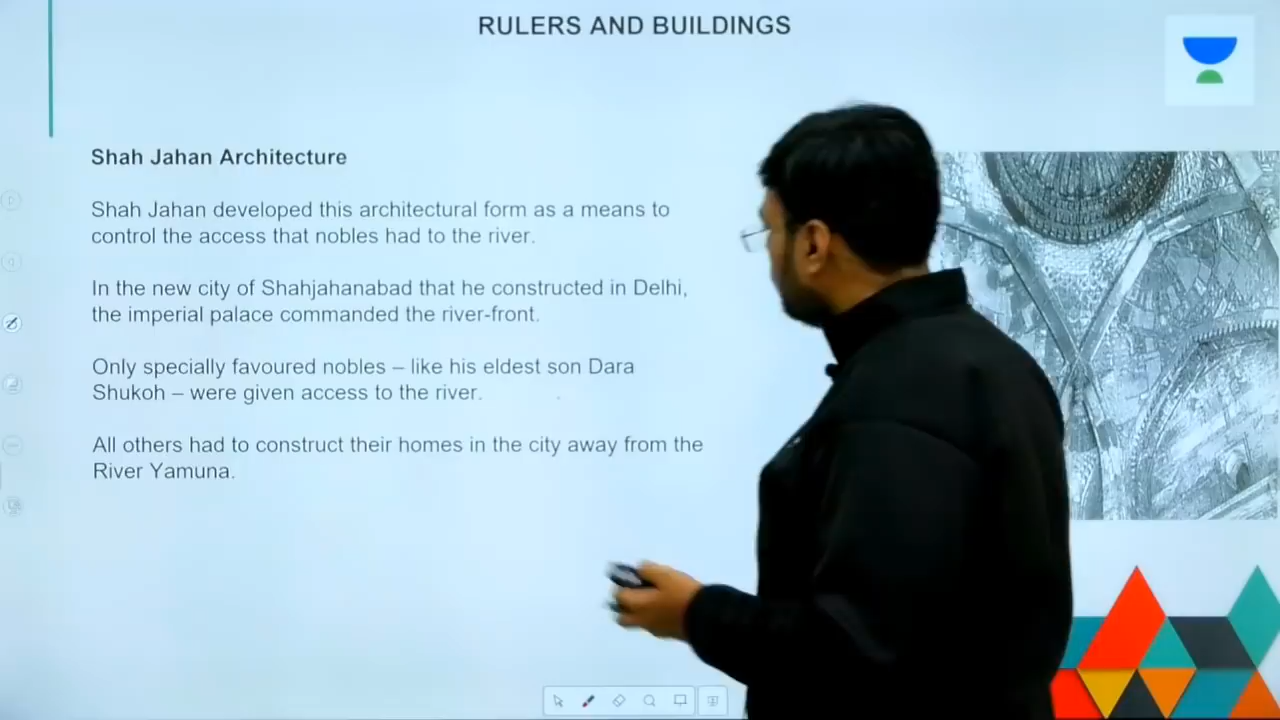 RULERS AND BUILDINGS
Shah Jahan Architecture
Shah Jahan developed this architectural form as a means to
control the access that nobles had to the river.
In the new city of Shahjahanabad that he constructed in Delhi,
the imperial palace commanded the river-front.
Only specially favoured nobles – like his eldest son Dara
Shukoh – were given access to the river.
All others had to construct their homes in the city away from the
River Yamuna.